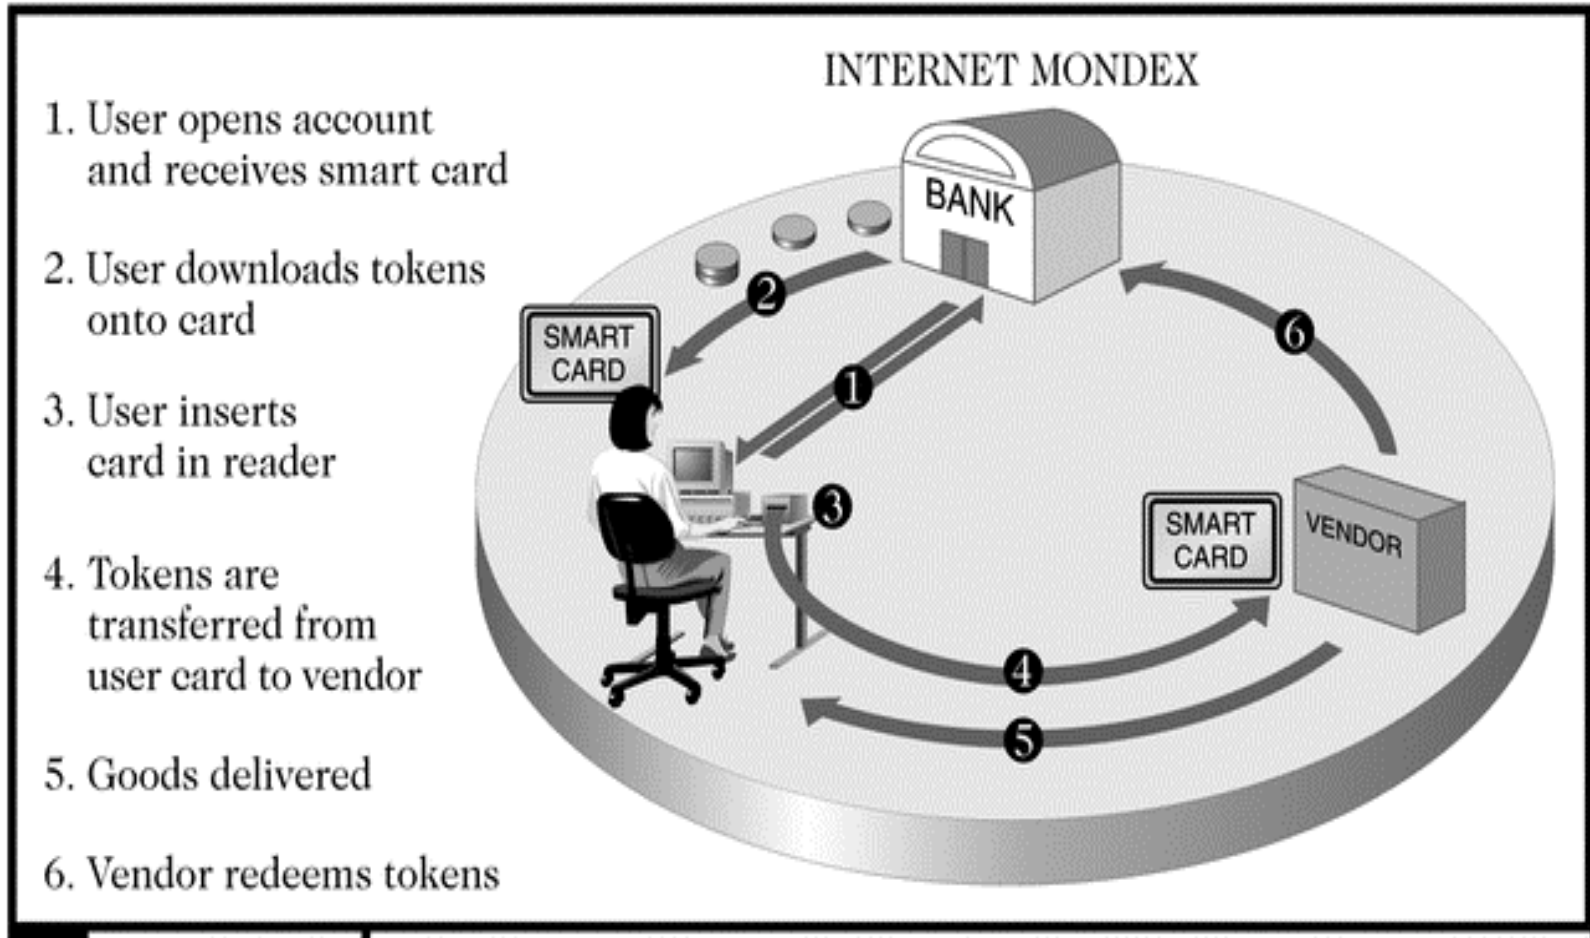 INTERNET MONDEX
1. User opens account
and receives smart card
2. User downloads tokens
onto card
3. User inserts
card in reader
4. Tokens are
transferred from
user card to vendor
5. Goods delivered
6. Vendor redeems tokens
BANK
2
SMART
CARD
1
6
3
SMART
CARD
VENDOR
4
5